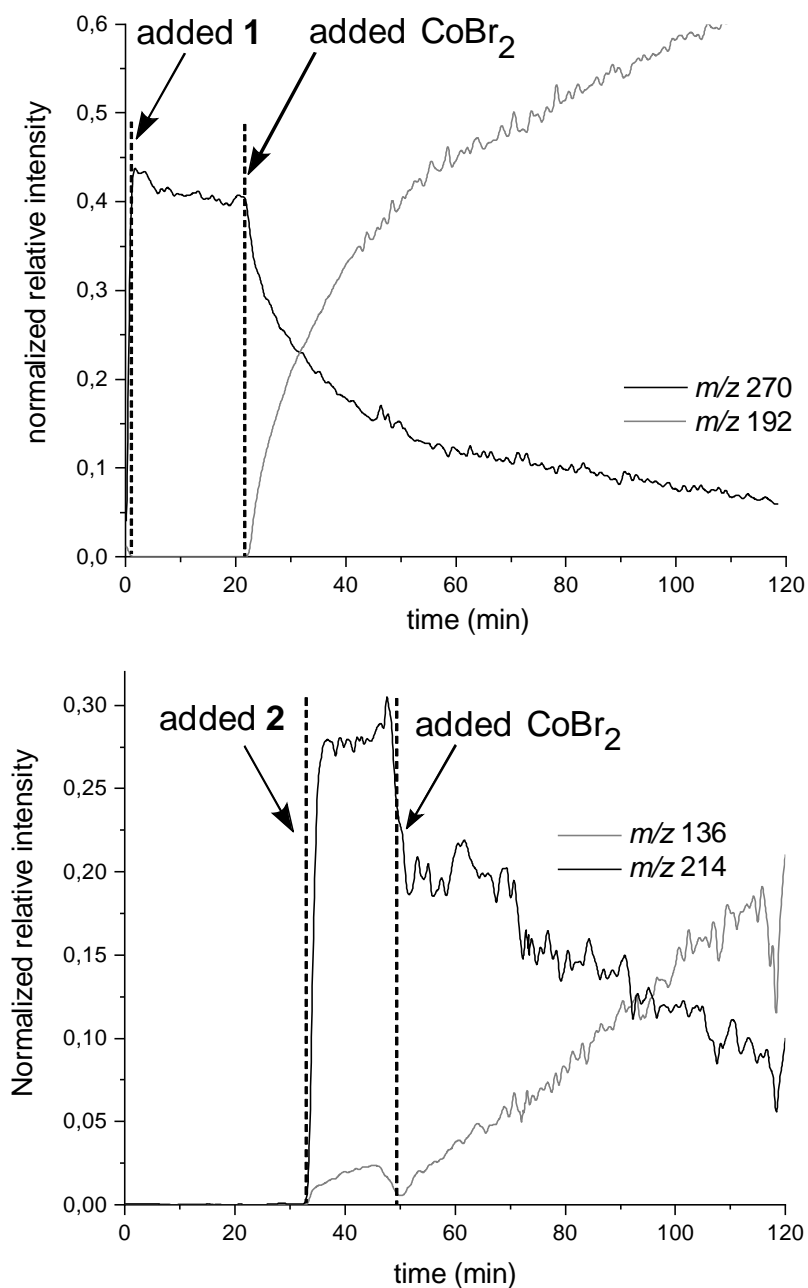 added 1
added CoBr2
0,6
0,5
0,4
0,3
0,2
0,1
0,0
normalized relative intensity
m/z 270
m/z 192
0 20 40 60 80 100 120
time (min)
added 2
added CoBr2
0,30
0,25
0,20
0,15
0,10
0,05
0,00
Normalized relative intensity
m/z 136
m/z 214
0 20 40 60 80 100 120
time (min)